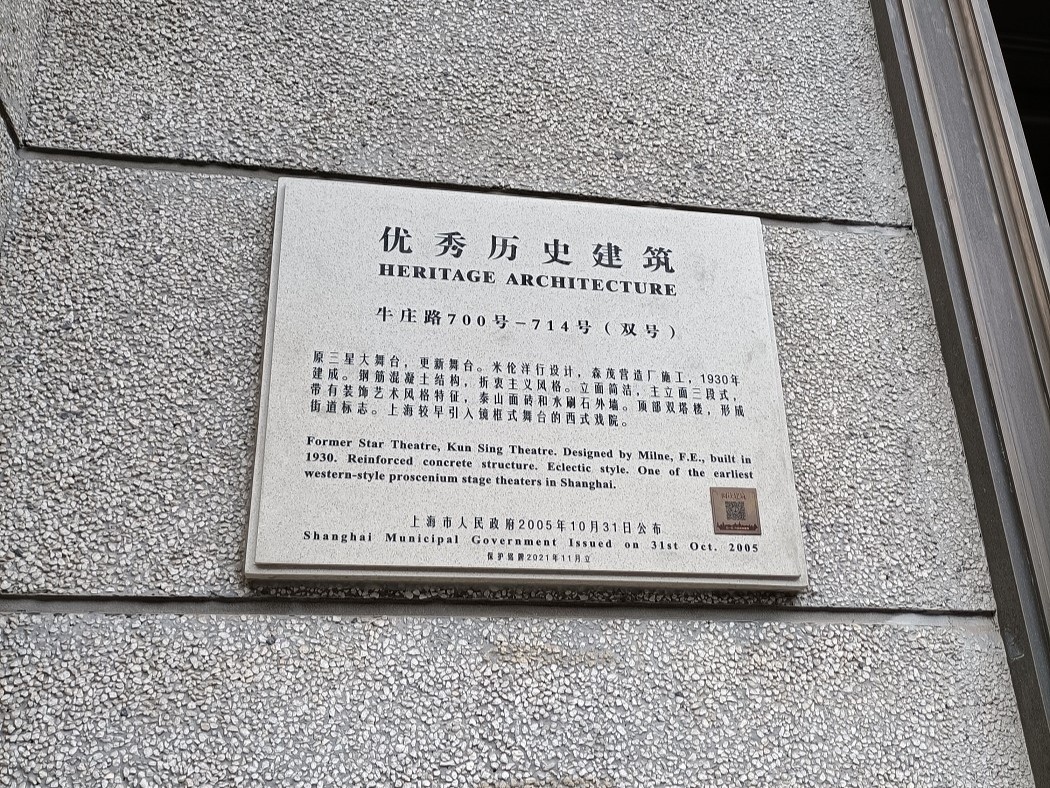 优秀历史建筑
HERITAGE ARCHITECTURE
牛庄路700号-714号（双号）
原三星大舞台，更新舞台。米伦洋行设计，森茂营造厂施工，1930年
建成。钢筋混凝土结构，折衷主义风格。立面简洁，主立面三段式，
带有装饰艺术风格特征，泰山面砖和水刷石外墙。顶部双塔楼，形成
街道标志。上海较早引入镜框式舞台的西式戏院。
Former Star Theatre, Kun Sing Theatre. Designed by Milne, F.E., built in
1930. Reinforced concrete structure. Eclectic style. One of the earliest
western-style proscenium stage theaters in Shanghai.
上海市人民政府2005年10月31日公布
Shanghai Municipal Government Issued on 31st Oct. 2005
保护铭牌2021年11月立